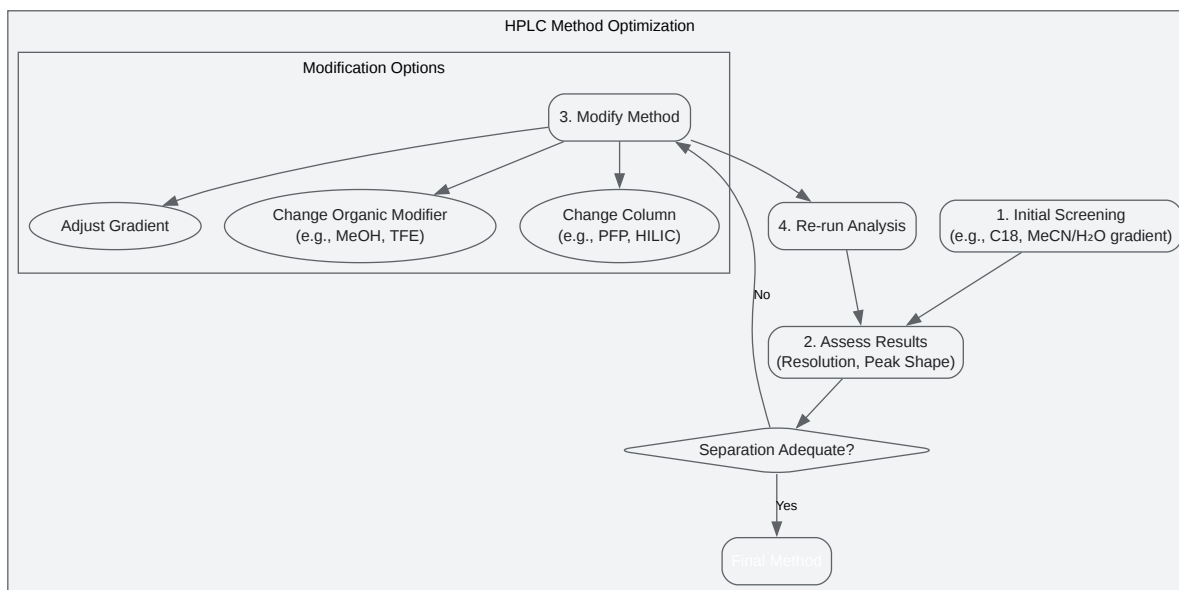 HPLC Method Optimization
Modification Options
3. Modify Method
Adjust Gradient
Change Organic Modifier
(e.g., MeOH, TFE)
Change Column
(e.g., PFP, HILIC)
4. Re-run Analysis
1. Initial Screening
(e.g., C18, MeCN/H₂O gradient)
No
2. Assess Results
(Resolution, Peak Shape)
Separation Adequate?
Yes
Final Method